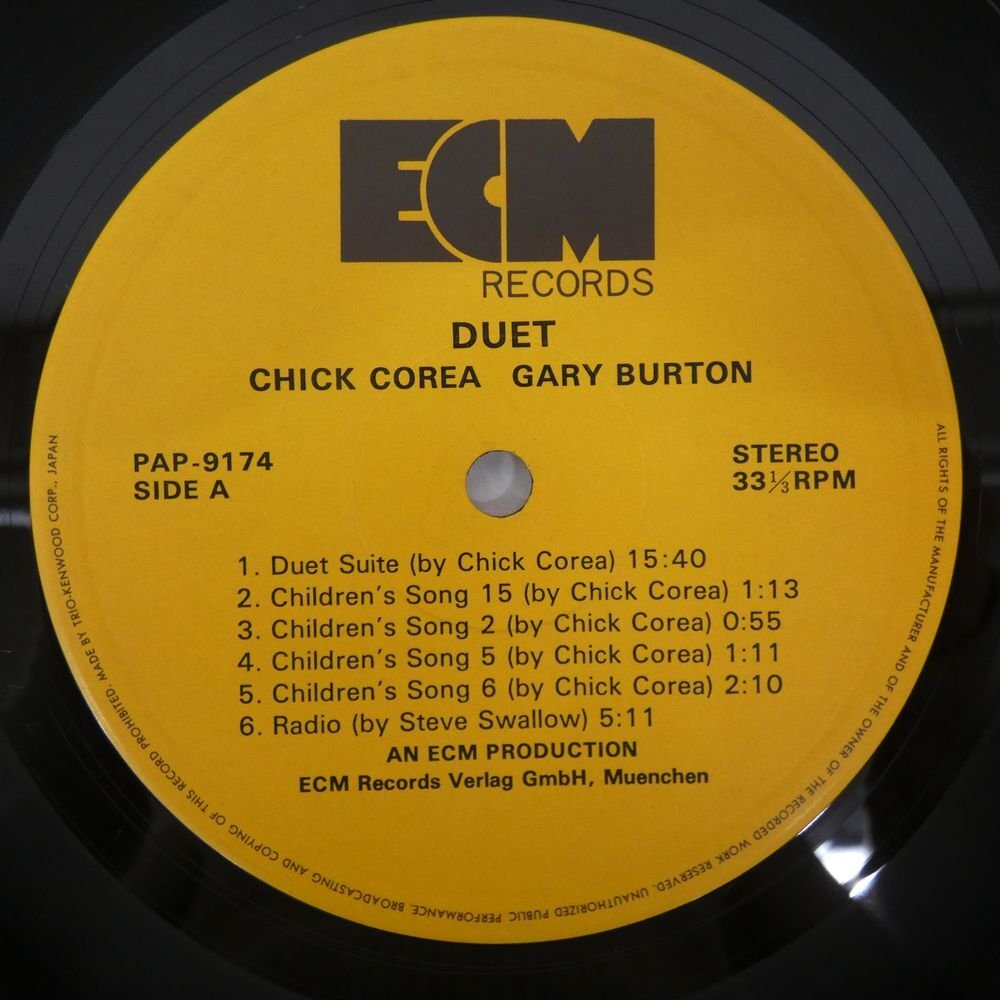 ECM
RECORDS
DUET
CHICK COREA GARY BURTON
PAP-9174
SIDE A
STEREO
33⅓RPM
1. Duet Suite (by Chick Corea) 15:40
2. Children's Song 15 (by Chick Corea) 1:13
3. Children's Song 2 (by Chick Corea) 0:55
4. Children's Song 5 (by Chick Corea) 1:11
5. Children's Song 6 (by Chick Corea) 2:10
6. Radio (by Steve Swallow) 5:11
AN ECM PRODUCTION
ECM Records Verlag GmbH, Muenchen
ALL RIGHTS OF THE MANUFACTURER AND OF THE OWNER OF THE RECORDED WORK RESERVED. UNAUTHORIZED PUBLIC PERFORMANCE. BROADCASTING AND COPYING OF THIS RECORD PROHIBITED. MADE BY TRIO-KENWOOD CORP., JAPAN